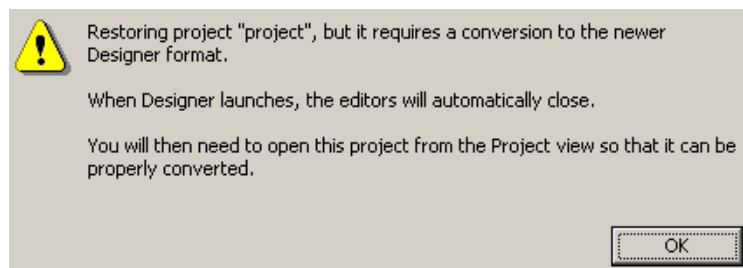 Restoring project "project", but it requires a conversion to the newer
Designer format.
When Designer launches, the editors will automatically close.
You will then need to open this project from the Project view so that it can be
properly converted.
OK